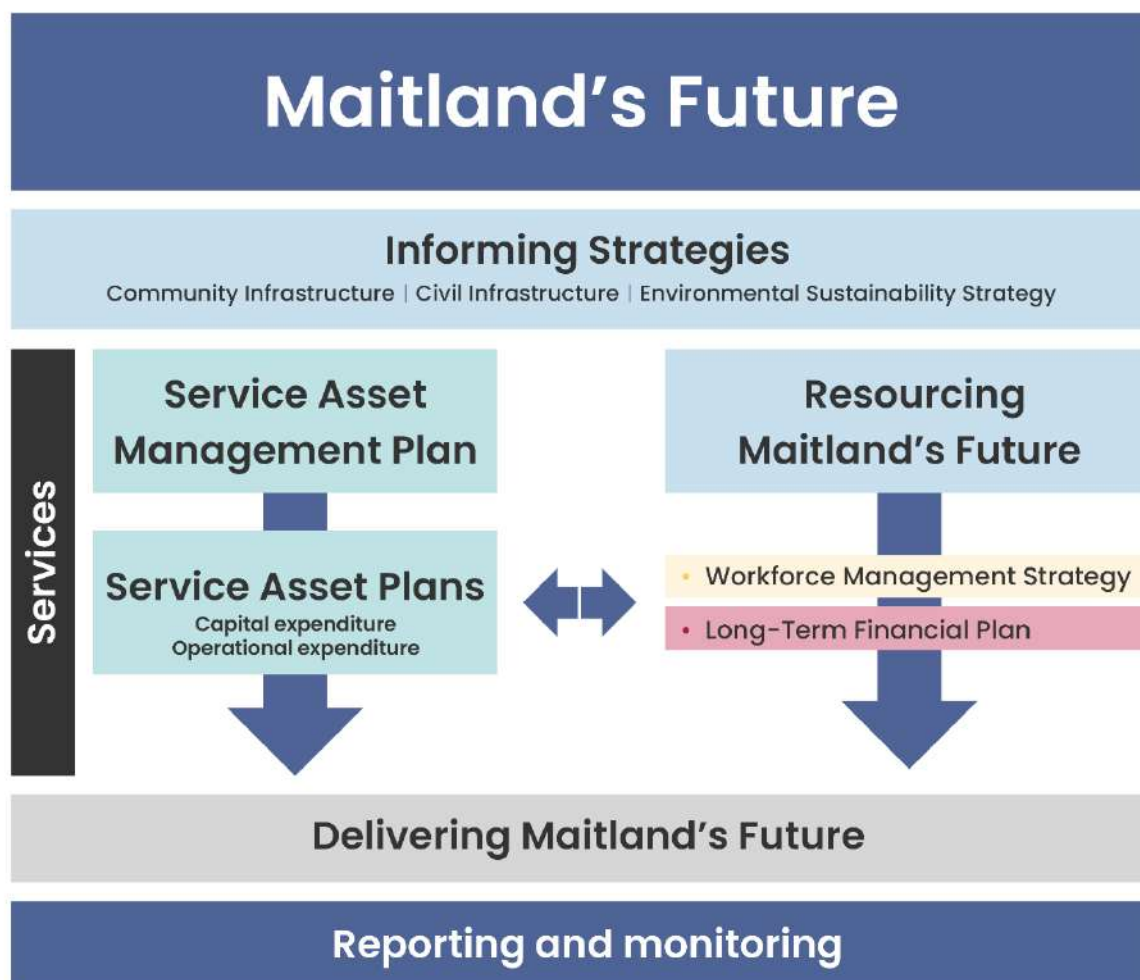 Maitland’s Future
Informing Strategies
Community Infrastructure | Civil Infrastructure | Environmental Sustainability Strategy
Services
Service Asset
Management Plan
Service Asset Plans
Capital expenditure
Operational expenditure
Resourcing
Maitland’s Future
• Workforce Management Strategy
• Long-Term Financial Plan
Delivering Maitland’s Future
Reporting and monitoring